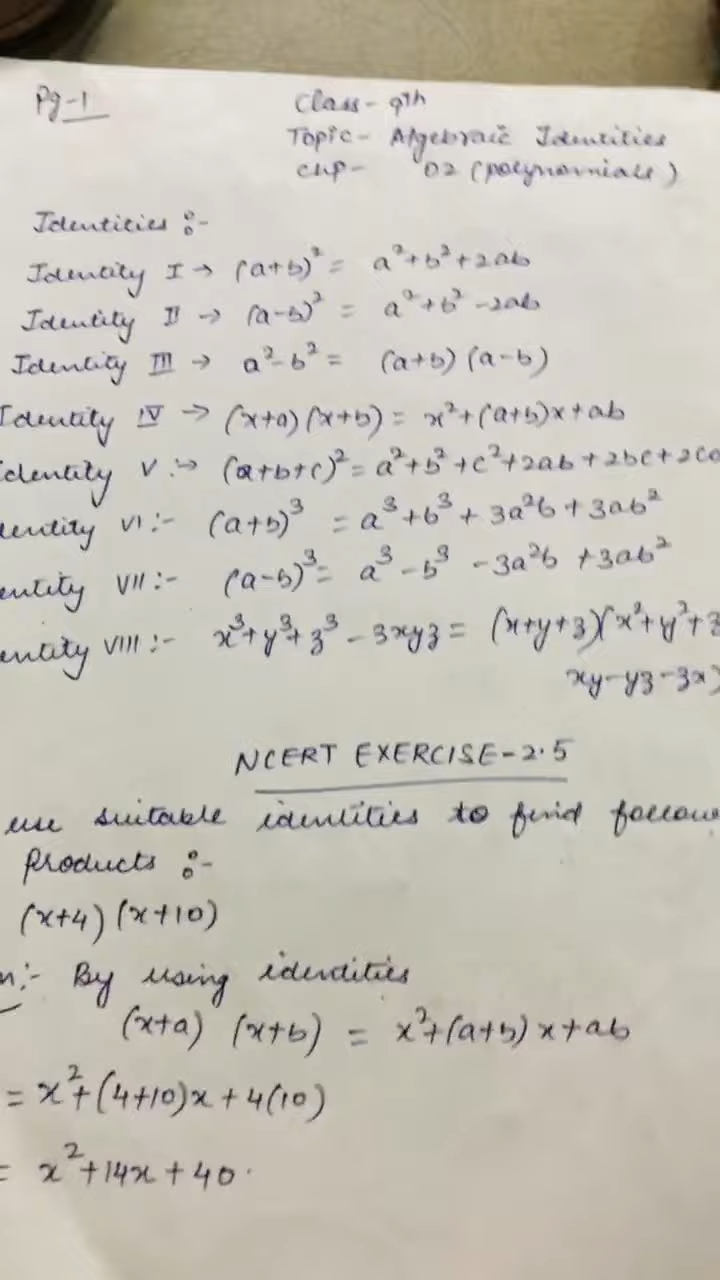 Pg-1
Class- 9th
Topic- Algebraic Identities
Chp- 02 (polynomials)
Identities :-
Identity I → (a+b)² = a²+b²+2ab
Identity II → (a-b)² = a²+b²-2ab
Identity III → a²-b² = (a+b) (a-b)
Identity IV → (x+a) (x+b) = x²+(a+b)x+ab
identity V :→ (a+b+c)² = a²+b²+c²+2ab+2bc+2c
dentity VI :- (a+b)³ = a³+b³+3a²b+3ab²
entity VII :- (a-b)³ = a³-b³-3a²b+3ab²
entity VIII :- x³+y³+z³-3xyz = (x+y+z)(x²+y²+z
xy-yz-zx)
NCERT EXERCISE-2.5
use suitable identities to find follow
products :-
(x+4) (x+10)
n:- By using identities
(x+a) (x+b) = x²+(a+b)x+ab
= x²+(4+10)x+4(10)
= x²+14x+40.